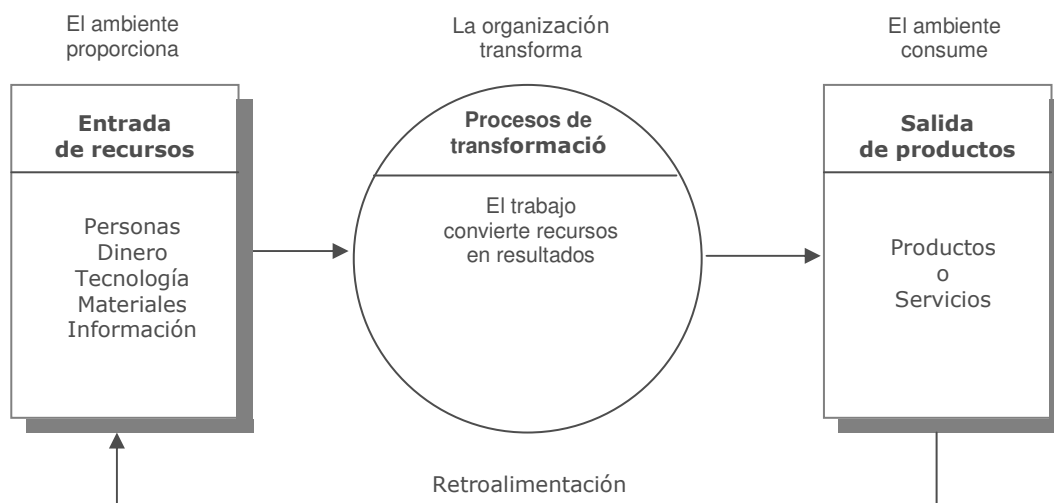 El ambiente
proporciona
La organización
transforma
El ambiente
consume
Entrada
de recursos
Personas
Dinero
Tecnología
Materiales
Información
Procesos de
transformació
El trabajo
convierte recursos
en resultados
Salida
de productos
Productos
o
Servicios
Retroalimentación